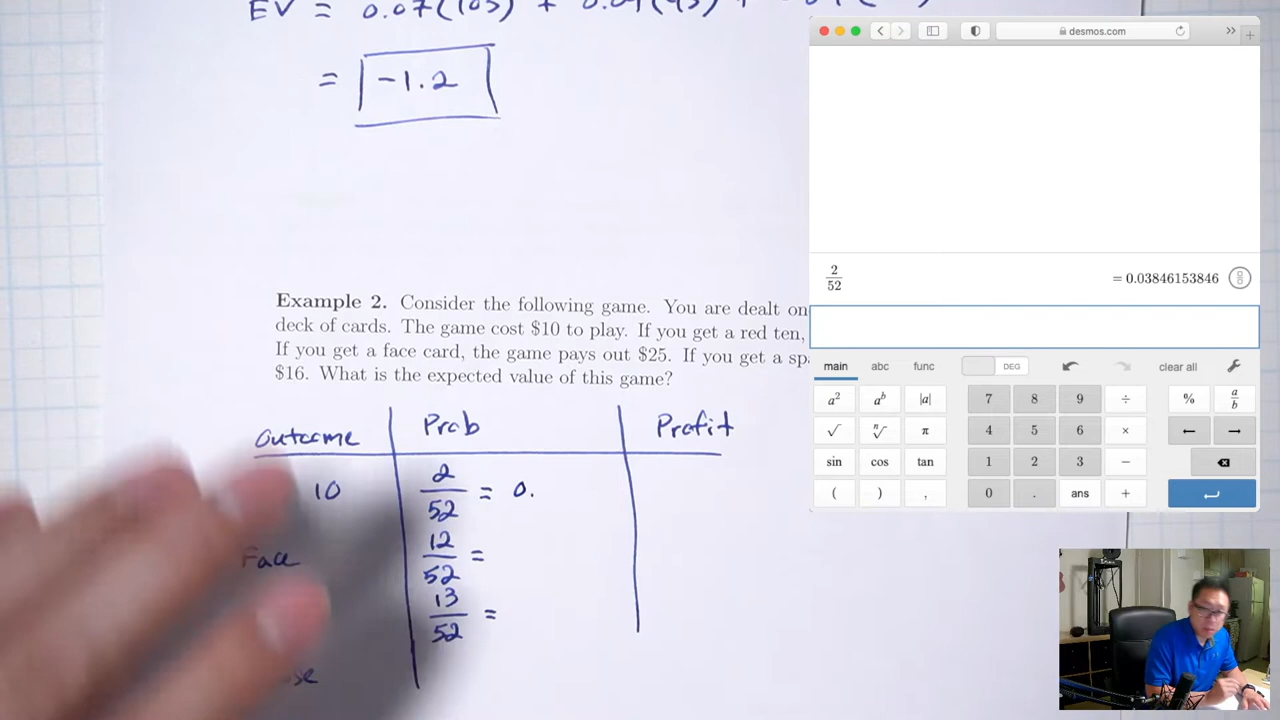 EV = 0.07(105) +
= -1.2
Example 2. Consider the following game. You are dealt on
deck of cards. The game cost $10 to play. If you get a red ten,
If you get a face card, the game pays out $25. If you get a sp
$16. What is the expected value of this game?
Outcome Prob Profit
10 2/52 = 0.
Face 12/52 =
13/52 =
desmos.com
2/52 = 0.03846153846
main abc func DEG clear all
a² aᵇ |a| 7 8 9 ÷ % a/b
√ ⁿ√ π 4 5 6 × ← →
sin cos tan 1 2 3 −
( ) , 0 . ans +